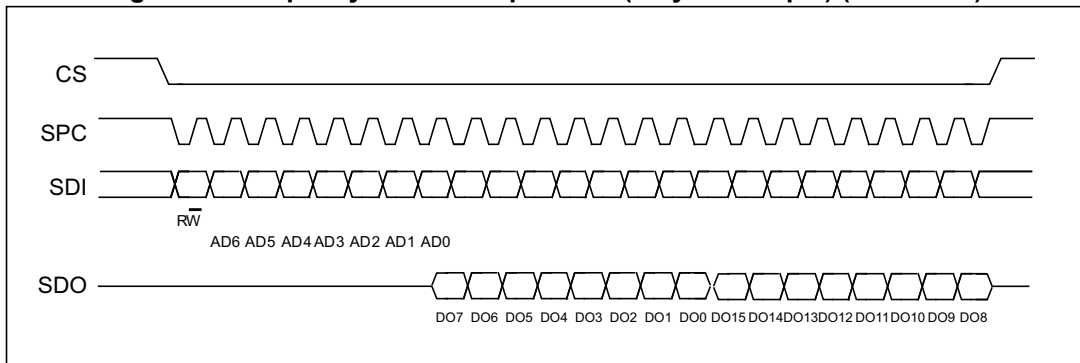 CS
SPC
SDI
RW
AD6 AD5 AD4 AD3 AD2 AD1 AD0
SDO
DO7 DO6 DO5 DO4 DO3 DO2 DO1 DO0 DO15 DO14 DO13 DO12 DO11 DO10 DO9 DO8